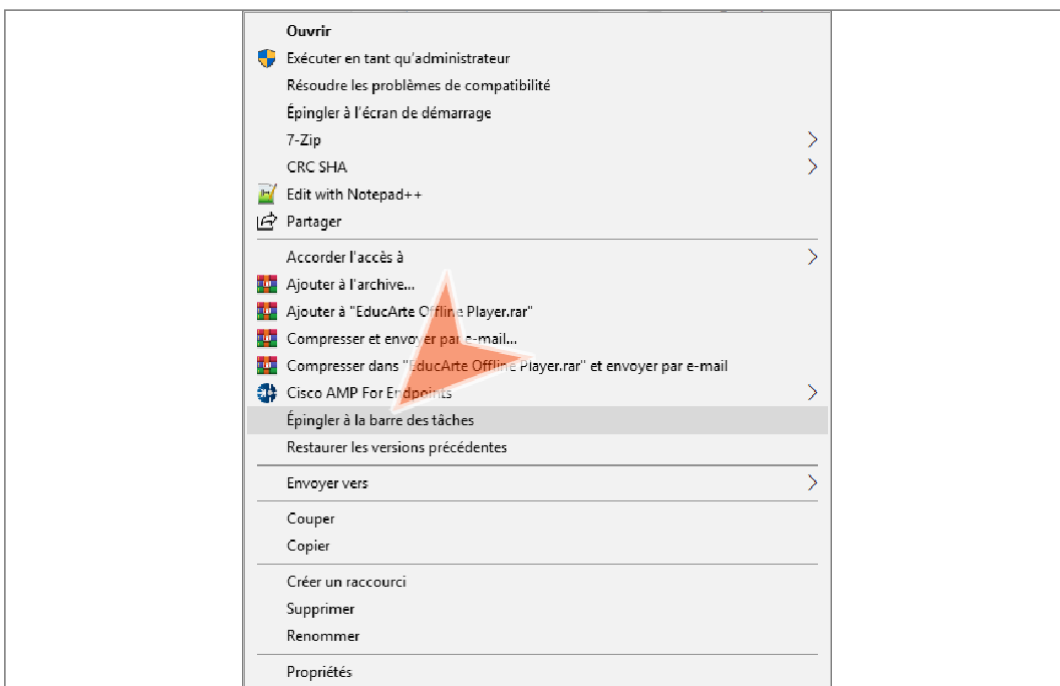 Ouvrir
Exécuter en tant qu'administrateur
Résoudre les problèmes de compatibilité
Épingler à l'écran de démarrage
7-Zip
CRC SHA
Edit with Notepad++
Partager
Accorder l'accès à
Ajouter à l'archive...
Ajouter à "EducArte Offline Player.rar"
Compresser et envoyer par e-mail...
Compresser dans "EducArte Offline Player.rar" et envoyer par e-mail
Cisco AMP For Endpoints
Épingler à la barre des tâches
Restaurer les versions précédentes
Envoyer vers
Couper
Copier
Créer un raccourci
Supprimer
Renommer
Propriétés